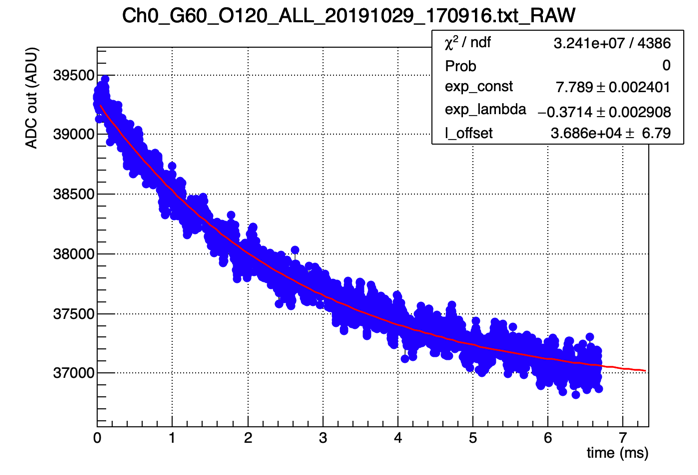 Ch0_G60_O120_ALL_20191029_170916.txt_RAW
χ² / ndf 3.241e+07 / 4386
Prob 0
exp_const 7.789 ± 0.002401
exp_lambda −0.3714 ± 0.002908
l_offset 3.686e+04 ± 6.79
ADC out (ADU)
39500
39000
38500
38000
37500
37000
0 1 2 3 4 5 6 7
time (ms)